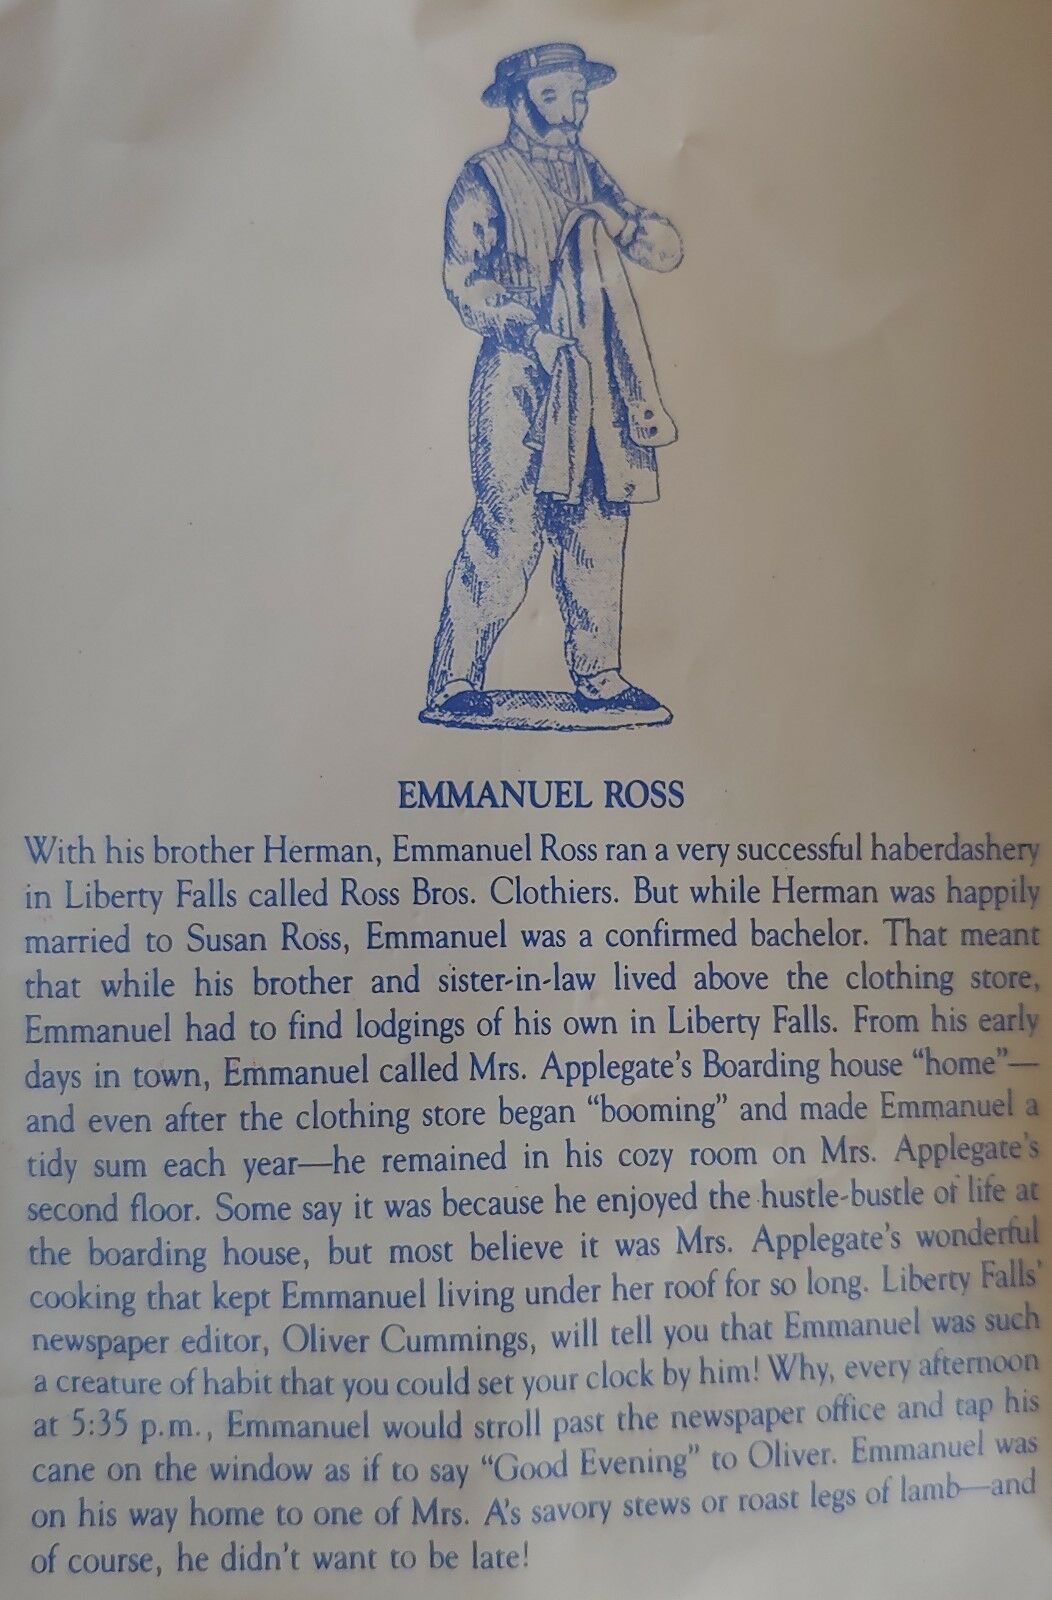 EMMANUEL ROSS
With his brother Herman, Emmanuel Ross ran a very successful haberdashery
in Liberty Falls called Ross Bros. Clothiers. But while Herman was happily
married to Susan Ross, Emmanuel was a confirmed bachelor. That meant
that while his brother and sister-in-law lived above the clothing store,
Emmanuel had to find lodgings of his own in Liberty Falls. From his early
days in town, Emmanuel called Mrs. Applegate's Boarding house “home”—
and even after the clothing store began “booming” and made Emmanuel a
tidy sum each year—he remained in his cozy room on Mrs. Applegate's
second floor. Some say it was because he enjoyed the hustle-bustle of life at
the boarding house, but most believe it was Mrs. Applegate's wonderful
cooking that kept Emmanuel living under her roof for so long. Liberty Falls'
newspaper editor, Oliver Cummings, will tell you that Emmanuel was such
a creature of habit that you could set your clock by him! Why, every afternoon
at 5:35 p.m., Emmanuel would stroll past the newspaper office and tap his
cane on the window as if to say “Good Evening” to Oliver. Emmanuel was
on his way home to one of Mrs. A's savory stews or roast legs of lamb—and
of course, he didn't want to be late!